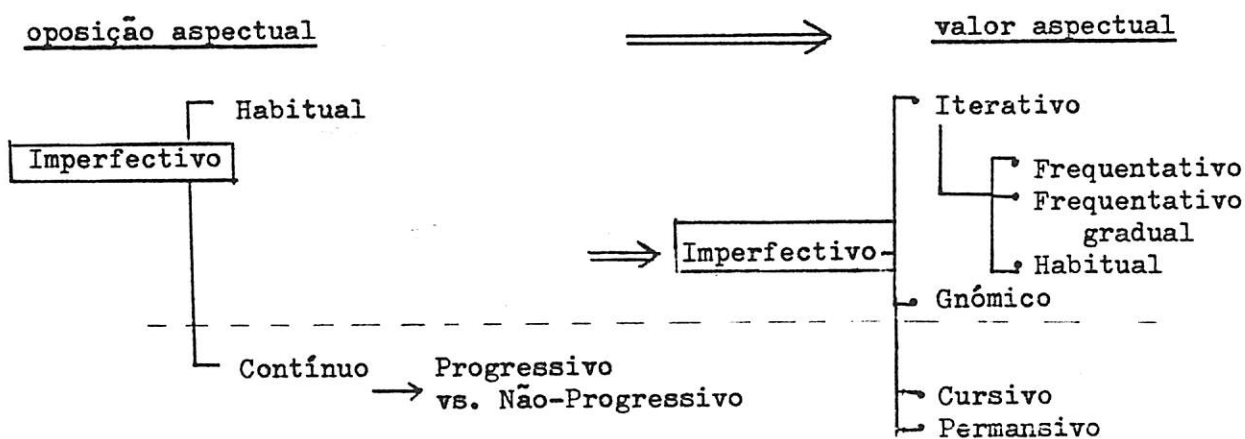 oposição aspectual
valor aspectual
Habitual
Imperfectivo
Contínuo
Progressivo
vs. Não-Progressivo
Iterativo
Frequentativo
Frequentativo
gradual
Habitual
Imperfectivo
Gnómico
Cursivo
Permansivo